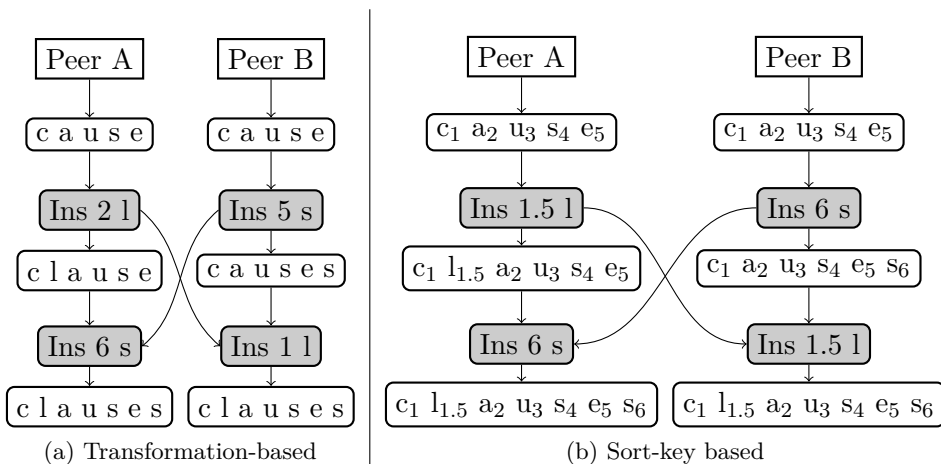 Peer A
Peer B
c a u s e
c a u s e
Ins 2 l
Ins 5 s
c l a u s e
c a u s e s
Ins 6 s
Ins 1 l
c l a u s e s
c l a u s e s
(a) Transformation-based
Peer A
Peer B
c₁ a₂ u₃ s₄ e₅
c₁ a₂ u₃ s₄ e₅
Ins 1.5 l
Ins 6 s
c₁ l₁.₅ a₂ u₃ s₄ e₅
c₁ a₂ u₃ s₄ e₅ s₆
Ins 6 s
Ins 1.5 l
c₁ l₁.₅ a₂ u₃ s₄ e₅ s₆
c₁ l₁.₅ a₂ u₃ s₄ e₅ s₆
(b) Sort-key based